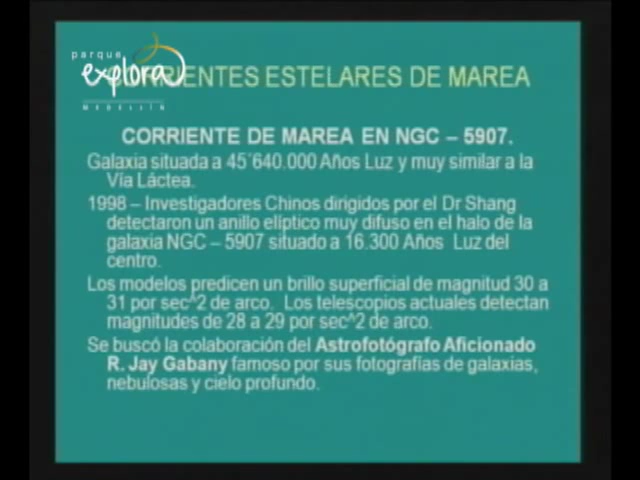 parque
explora
MEDELLÍN
CORRIENTES ESTELARES DE MAREA
CORRIENTE DE MAREA EN NGC – 5907.
Galaxia situada a 45´640.000 Años Luz y muy similar a la
Vía Láctea.
1998 – Investigadores Chinos dirigidos por el Dr Shang
detectaron un anillo elíptico muy difuso en el halo de la
galaxia NGC – 5907 situado a 16.300 Años Luz del
centro.
Los modelos predicen un brillo superficial de magnitud 30 a
31 por sec^2 de arco. Los telescopios actuales detectan
magnitudes de 28 a 29 por sec^2 de arco.
Se buscó la colaboración del Astrofotógrafo Aficionado
R. Jay Gabany famoso por sus fotografías de galaxias,
nebulosas y cielo profundo.